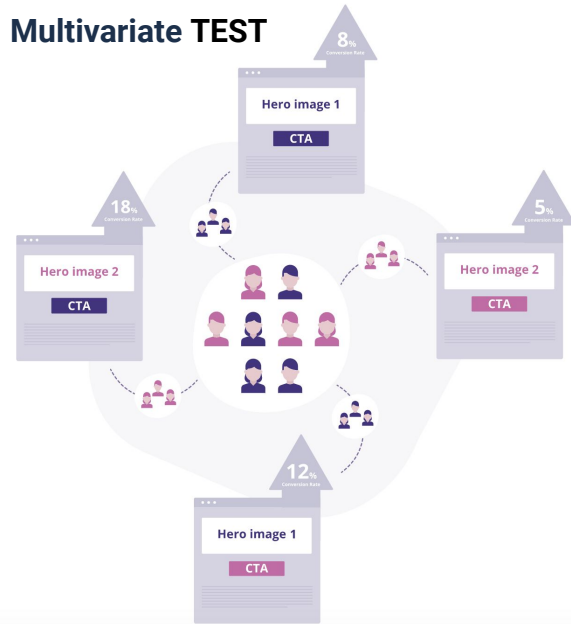 Multivariate TEST
8%
Conversion Rate
Hero image 1
CTA
18%
Conversion Rate
Hero image 2
CTA
5%
Conversion Rate
Hero image 2
CTA
12%
Conversion Rate
Hero image 1
CTA